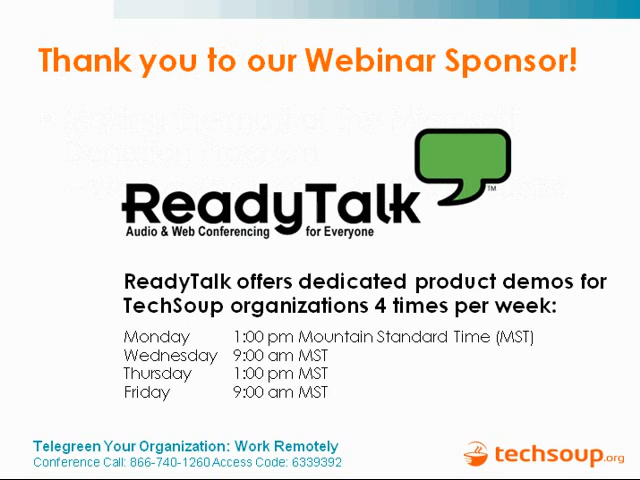 Thank you to our Webinar Sponsor!
ReadyTalk TM
Audio & Web Conferencing for Everyone
ReadyTalk offers dedicated product demos for
TechSoup organizations 4 times per week:
Monday 1:00 pm Mountain Standard Time (MST)
Wednesday 9:00 am MST
Thursday 1:00 pm MST
Friday 9:00 am MST
Telegreen Your Organization: Work Remotely
Conference Call: 866-740-1260 Access Code: 6339392
techsoup.org